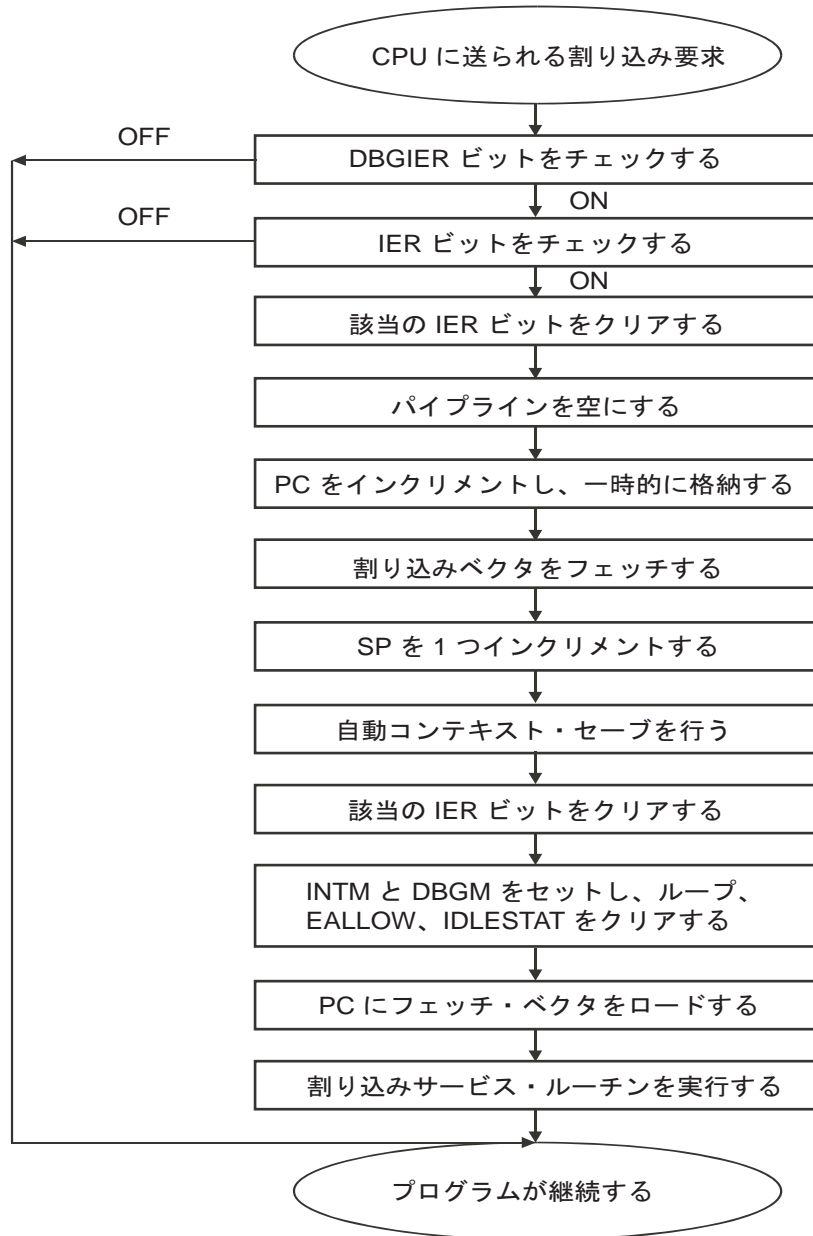 CPU に送られる割り込み要求
OFF
DBGIER ビットをチェックする
ON
OFF
IER ビットをチェックする
ON
該当の IER ビットをクリアする
パイプラインを空にする
PC をインクリメントし、一時的に格納する
割り込みベクタをフェッチする
SP を 1 つインクリメントする
自動コンテキスト・セーブを行う
該当の IER ビットをクリアする
INTM と DBGM をセットし、ループ、
EALLOW、IDLESTAT をクリアする
PC にフェッチ・ベクタをロードする
割り込みサービス・ルーチンを実行する
プログラムが継続する